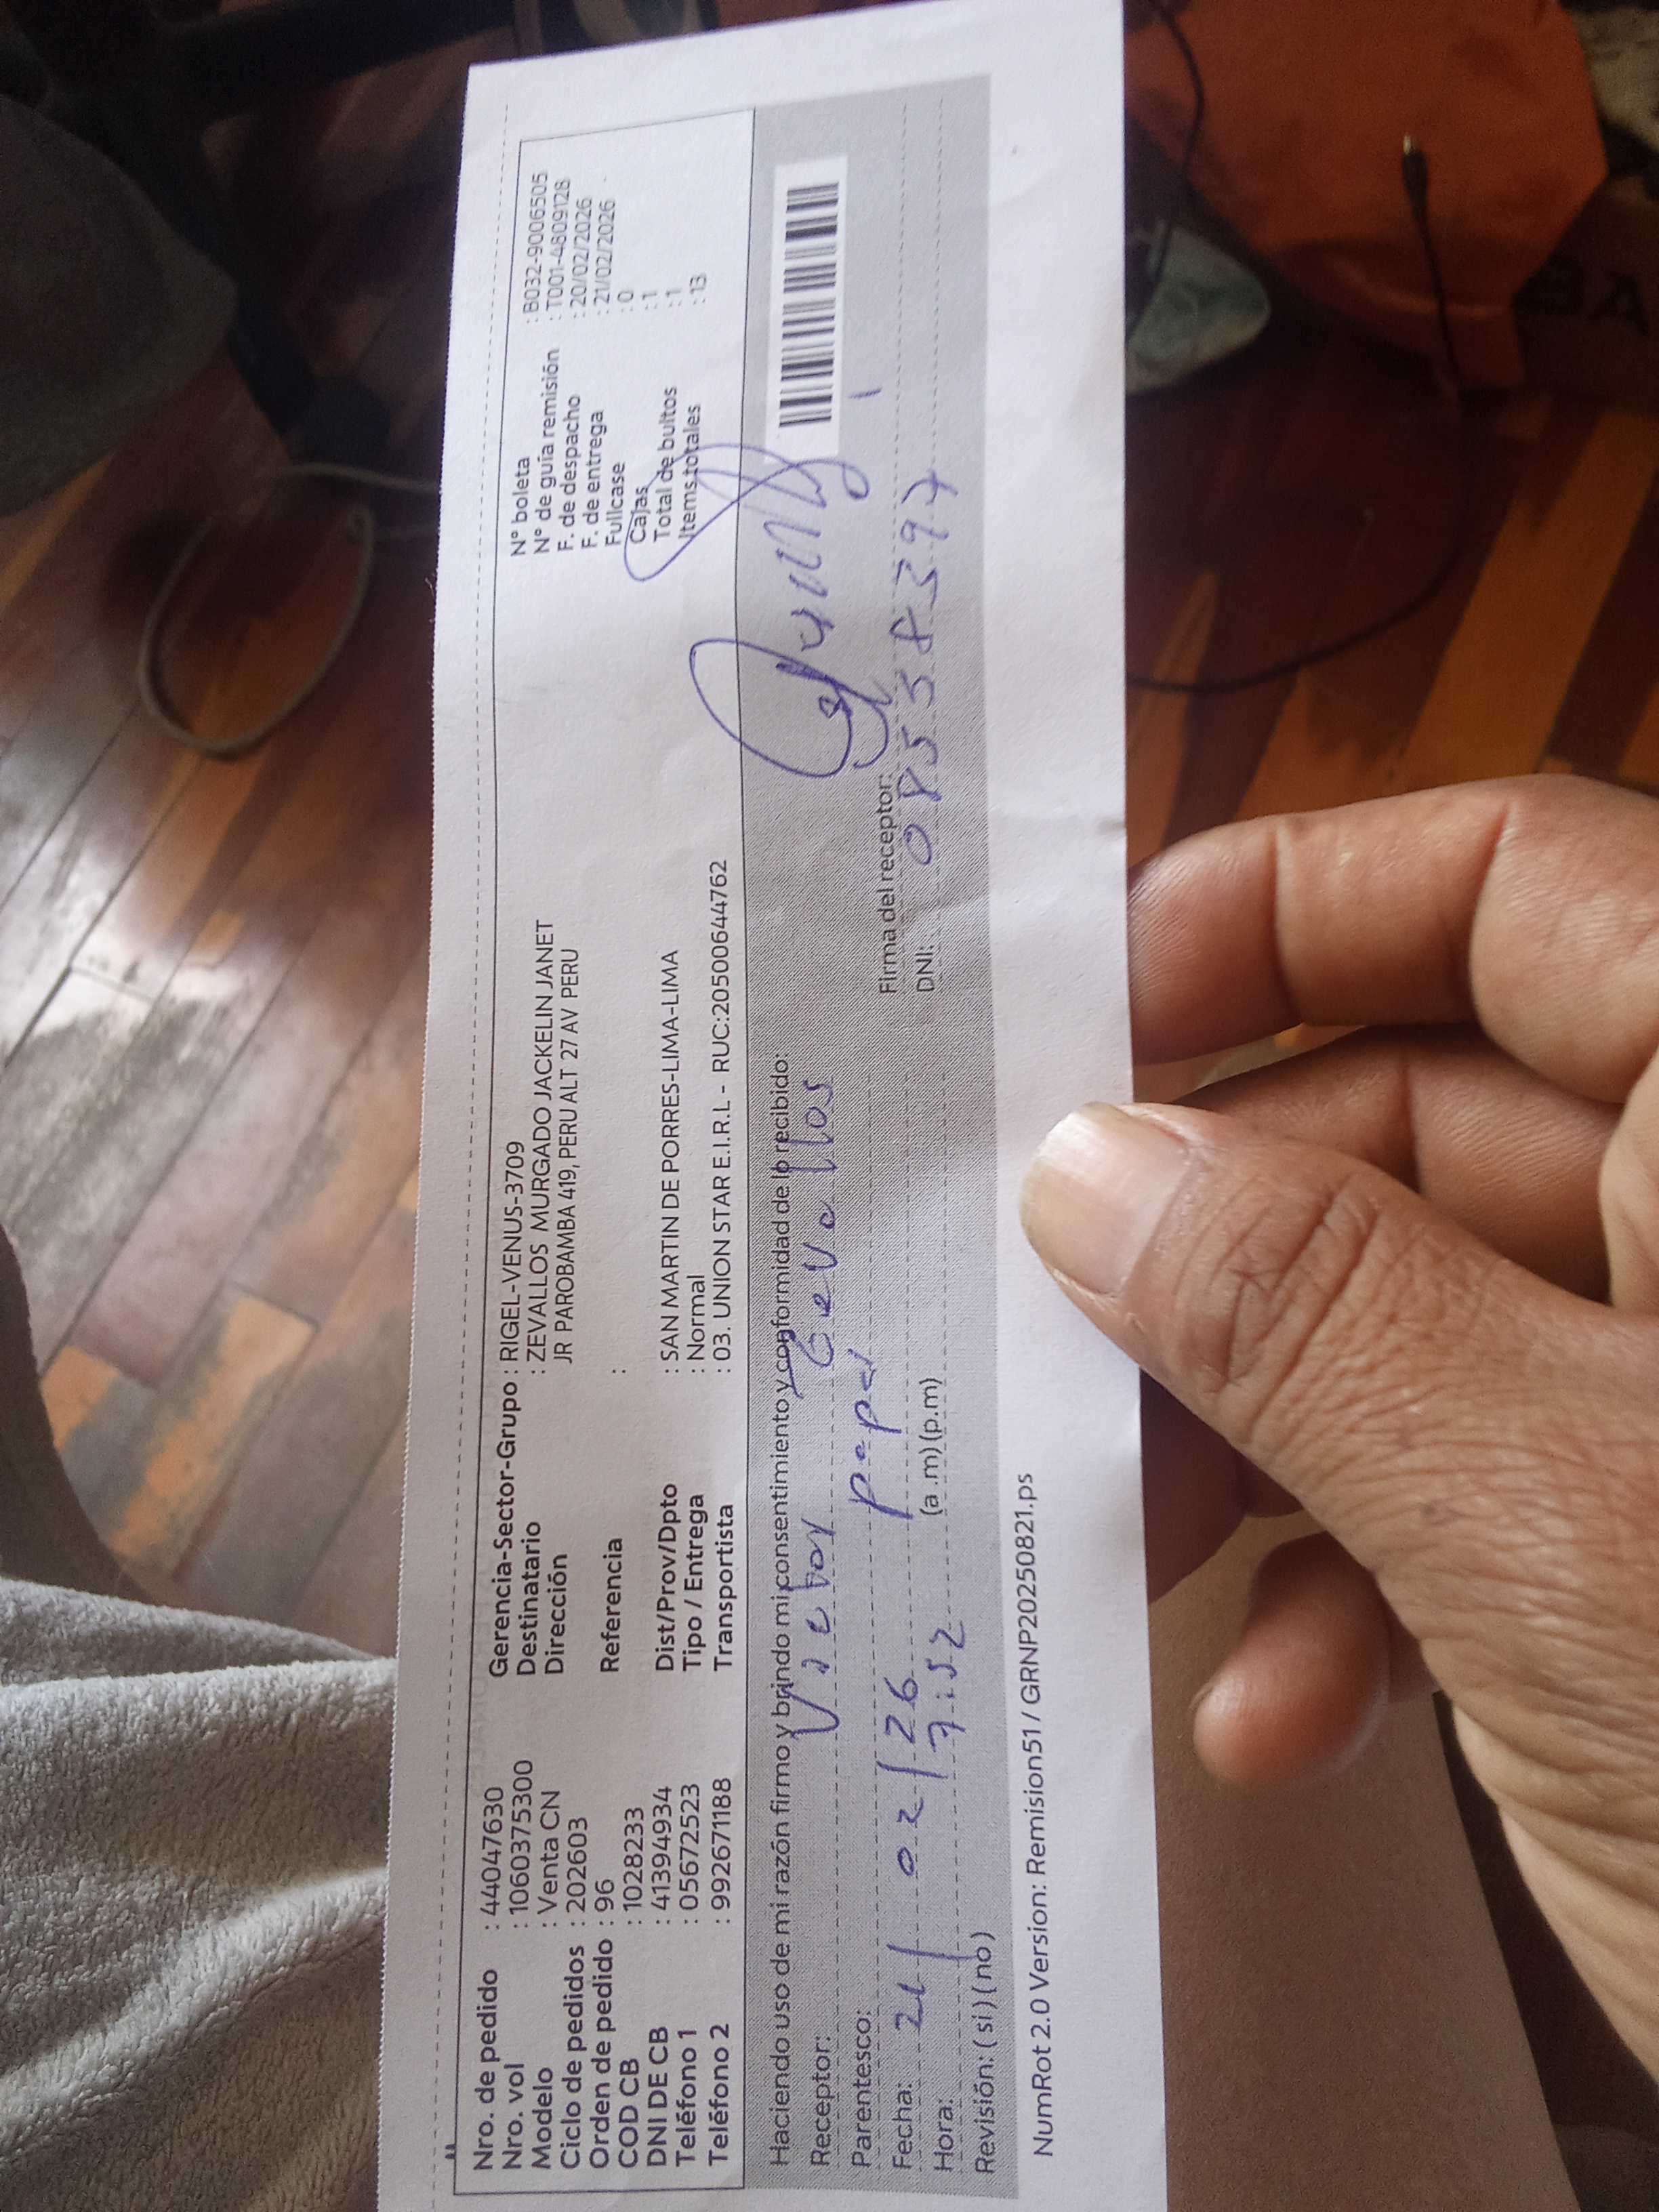 Nro. de pedido : 44047630
Nro. vol : 1060375300
Modelo : Venta CN
Ciclo de pedidos : 202603
Orden de pedido : 96
COD CB : 1028233
DNI DE CB : 41394934
Teléfono 1 : 05672523
Teléfono 2 : 992671188
Gerencia-Sector-Grupo : RIGEL-VENUS-3709
Destinatario : ZEVALLOS MURGADO JACKELIN JANET
Dirección JR PAROBAMBA 419, PERU ALT 27 AV PERU
Referencia :
Dist/Prov/Dpto : SAN MARTIN DE PORRES-LIMA-LIMA
Tipo / Entrega : Normal
Transportista : 03. UNION STAR E.I.R.L - RUC:20500644762
N° boleta : B032-9006505
N° de guía remisión : T001-4809128
F. de despacho : 20/02/2026
F. de entrega : 21/02/2026
Fullcase : 0
Cajas : 1
Total de bultos : 1
Items totales : 13
Haciendo uso de mi razón firmo y brindo mi consentimiento y conformidad de lo recibido:
Receptor: Victor Zevallos
Parentesco: papa
Firma del receptor:
Fecha: 21/02/26
DNI: 08538397
Hora: 7:52 (a.m) (p.m)
Revisión: ( si ) ( no )
NumRot 2.0 Version: Remision51 / GRNP20250821.ps